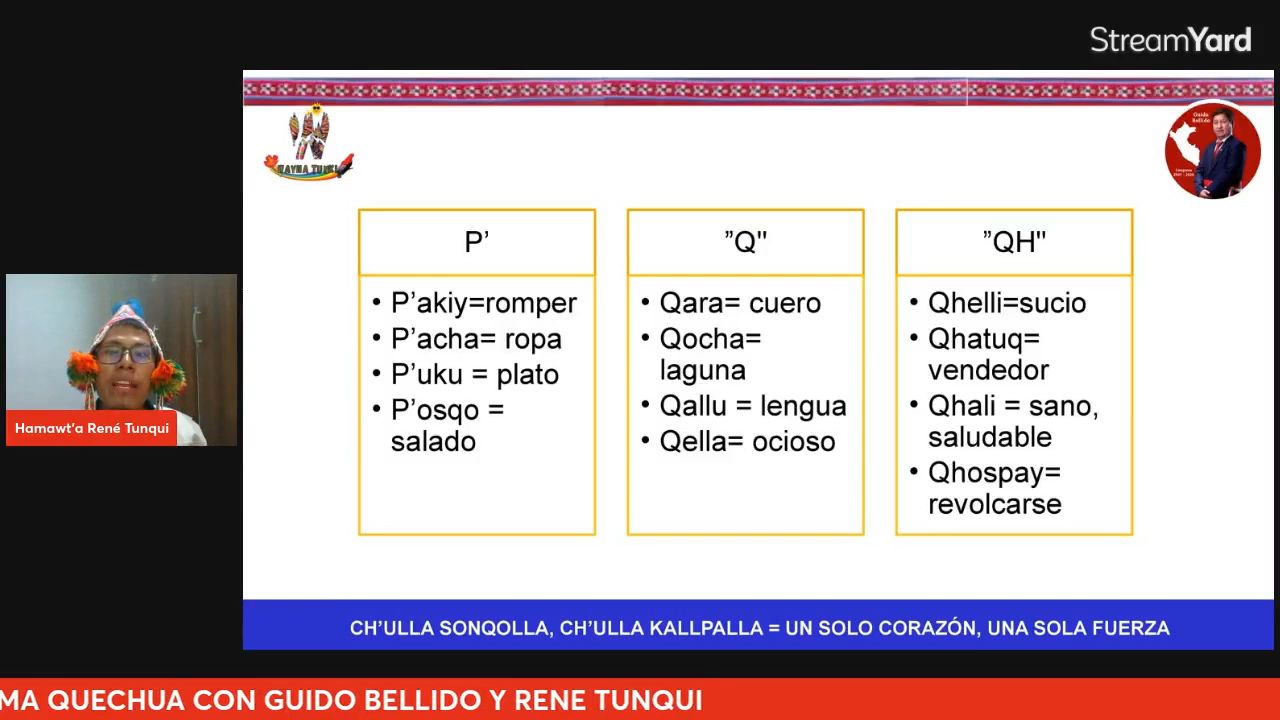 StreamYard
Guido
Bellido
P’
P’akiy=romper
P’acha= ropa
P’uku = plato
P’osqo =
salado
”Q"
Qara= cuero
Qocha=
laguna
Qallu = lengua
Qella= ocioso
”QH"
Qhelli=sucio
Qhatuq=
vendedor
Qhali = sano,
saludable
Qhospay=
revolcarse
Hamawt’a René Tunqui
CH’ULLA SONQOLLA, CH’ULLA KALLPALLA = UN SOLO CORAZÓN, UNA SOLA FUERZA
MA QUECHUA CON GUIDO BELLIDO Y RENE TUNQUI